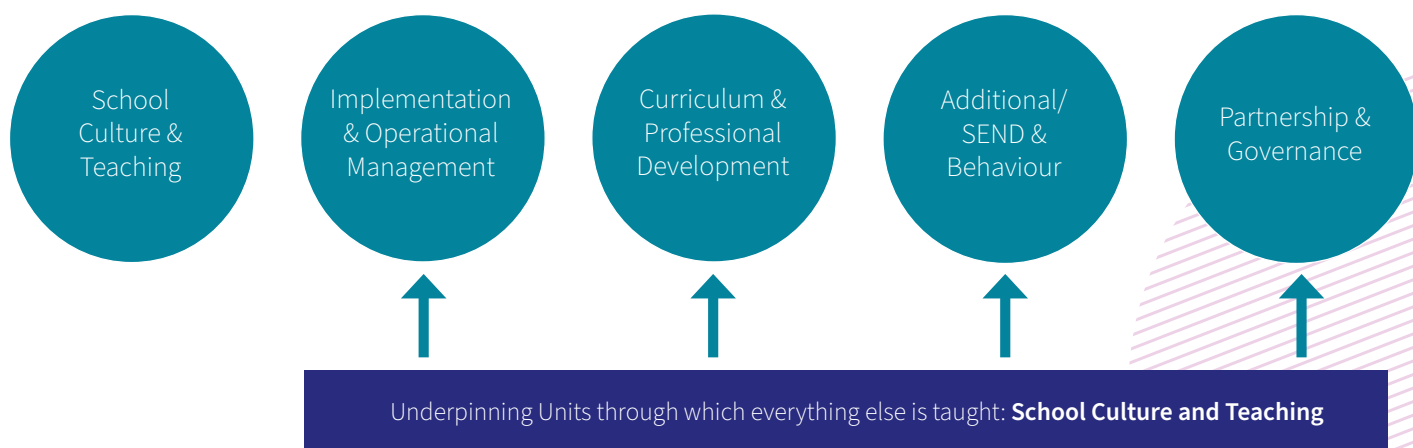 School
Culture &
Teaching
Implementation
& Operational
Management
Curriculum &
Professional
Development
Additional/
SEND &
Behaviour
Partnership &
Governance
Underpinning Units through which everything else is taught: School Culture and Teaching